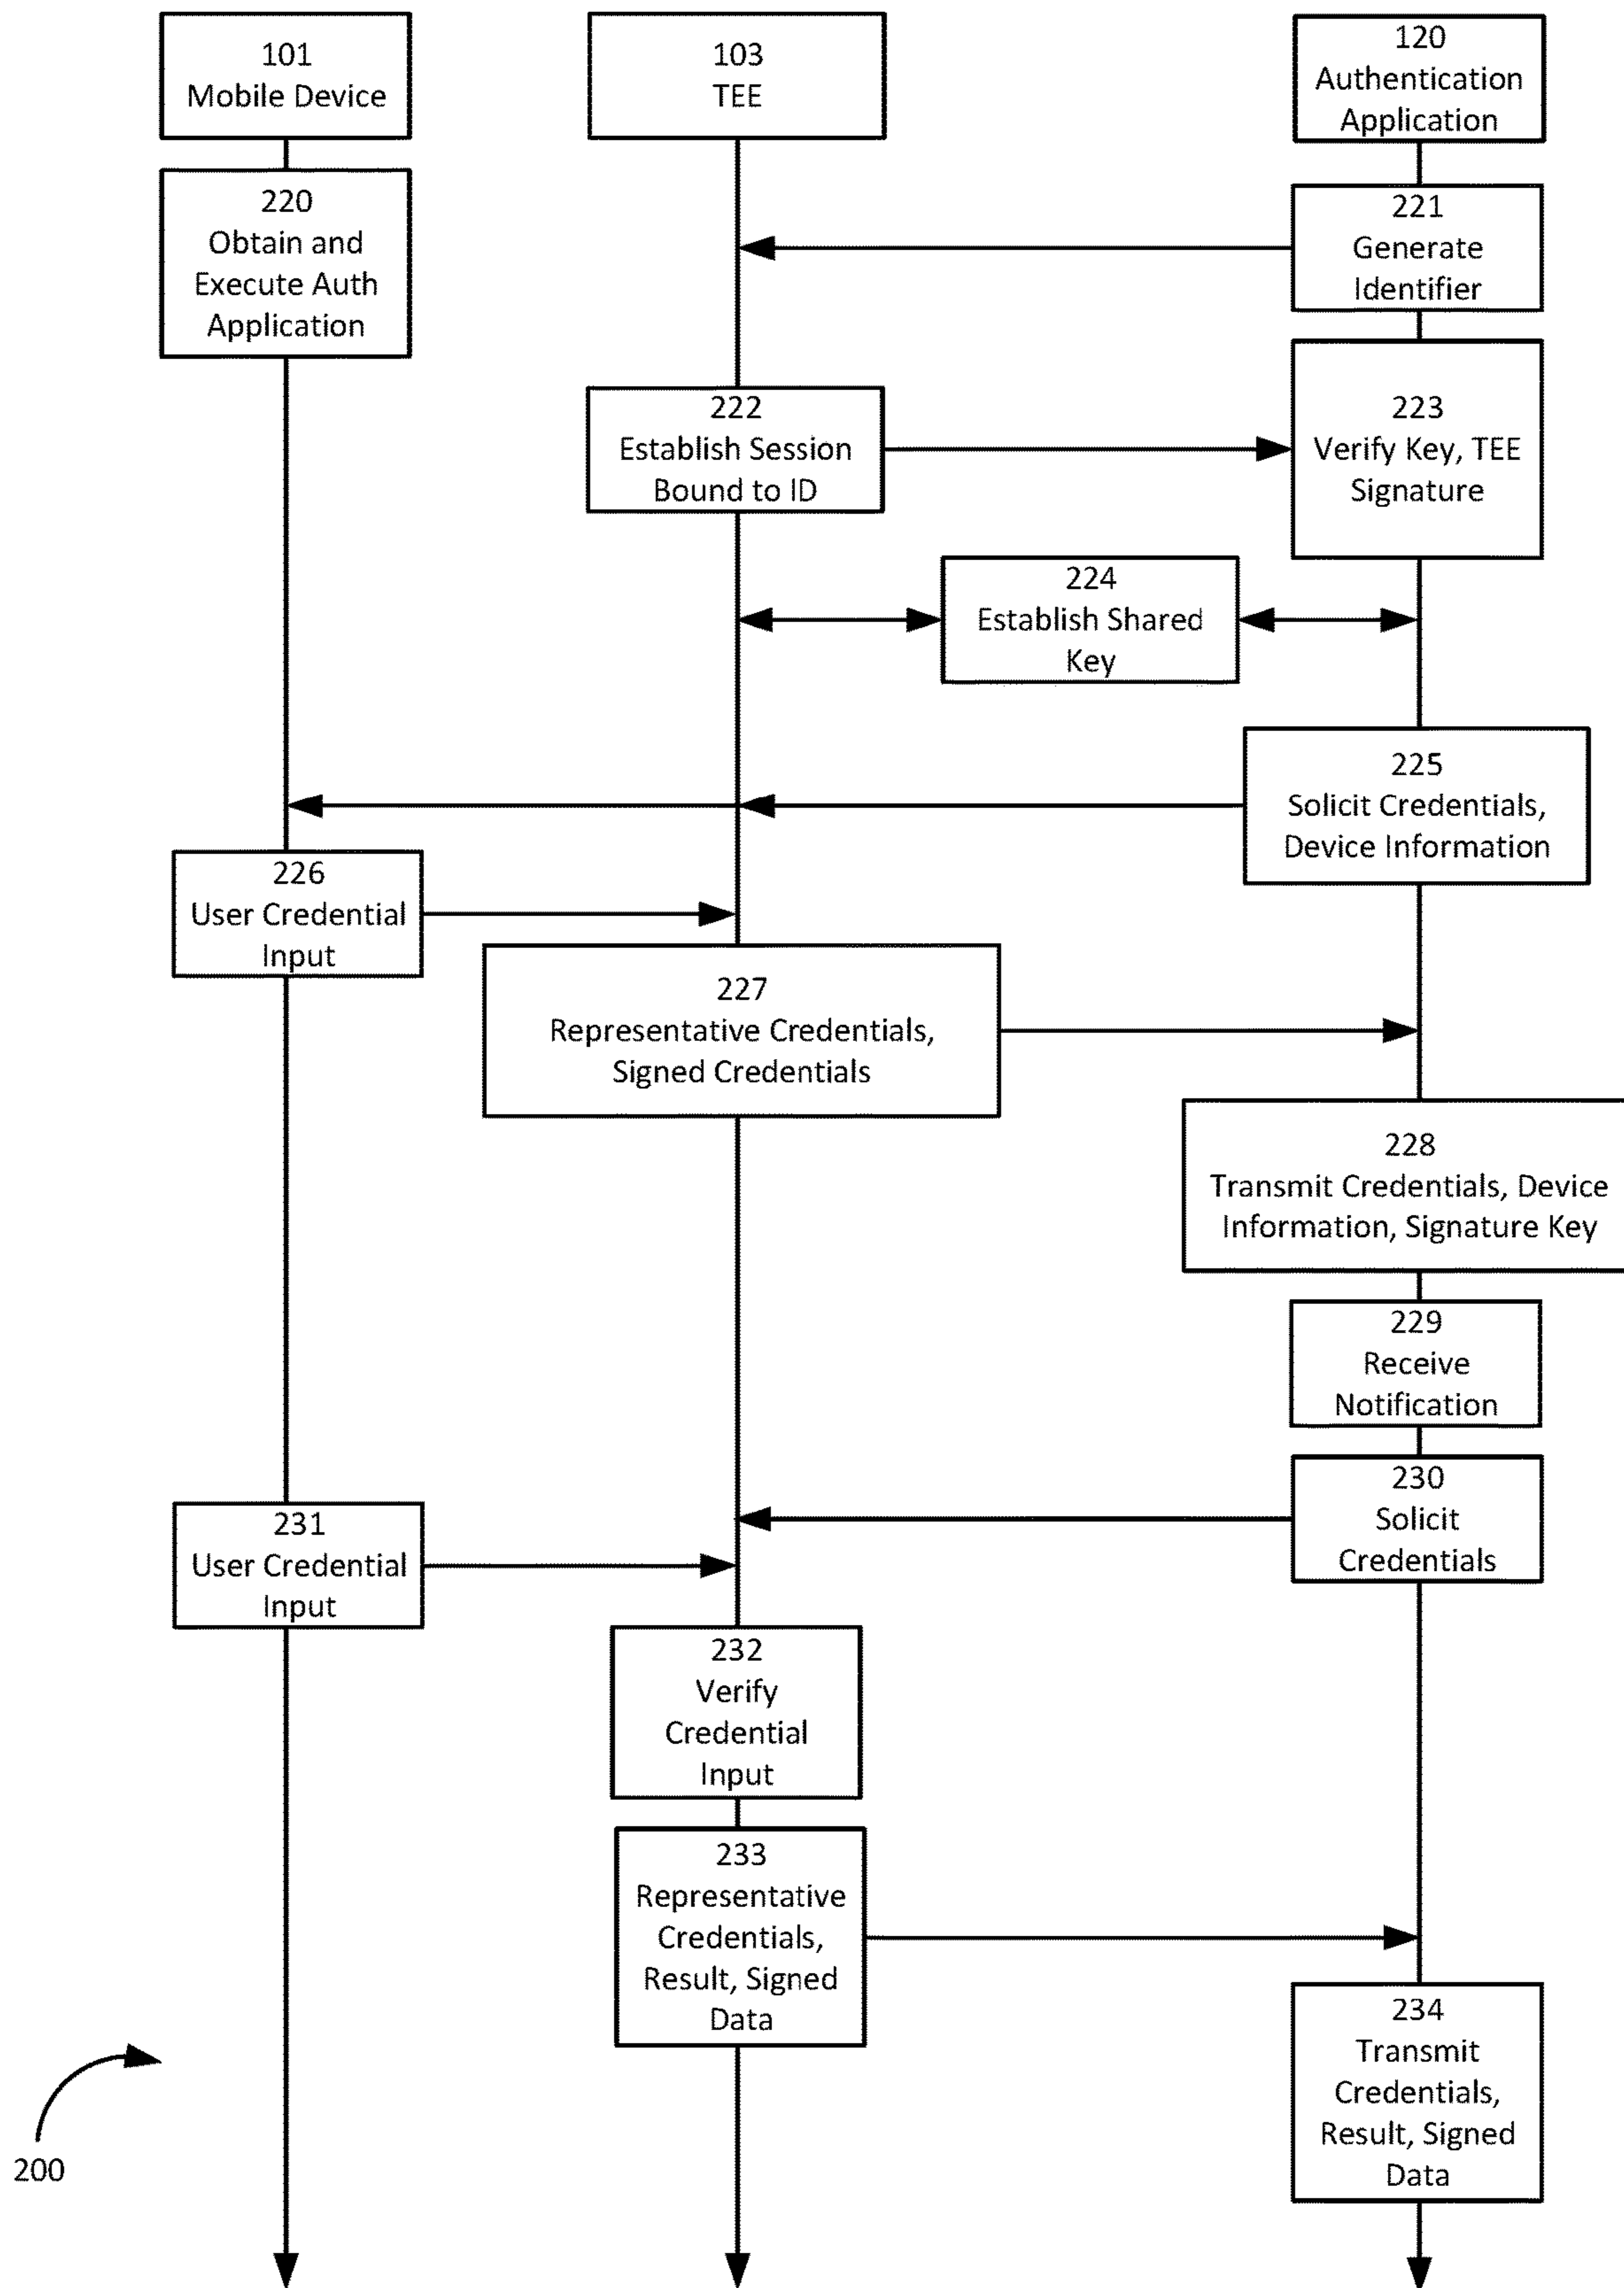 101
Mobile Device
103
TEE
120
Authentication
Application
220
Obtain and
Execute Auth
Application
221
Generate
Identifier
222
Establish Session
Bound to ID
223
Verify Key, TEE
Signature
224
Establish Shared
Key
225
Solicit Credentials,
Device Information
226
User Credential
Input
227
Representative Credentials,
Signed Credentials
228
Transmit Credentials, Device
Information, Signature Key
229
Receive
Notification
230
Solicit
Credentials
231
User Credential
Input
232
Verify
Credential
Input
233
Representative
Credentials,
Result, Signed
Data
234
Transmit
Credentials,
Result, Signed
Data
200